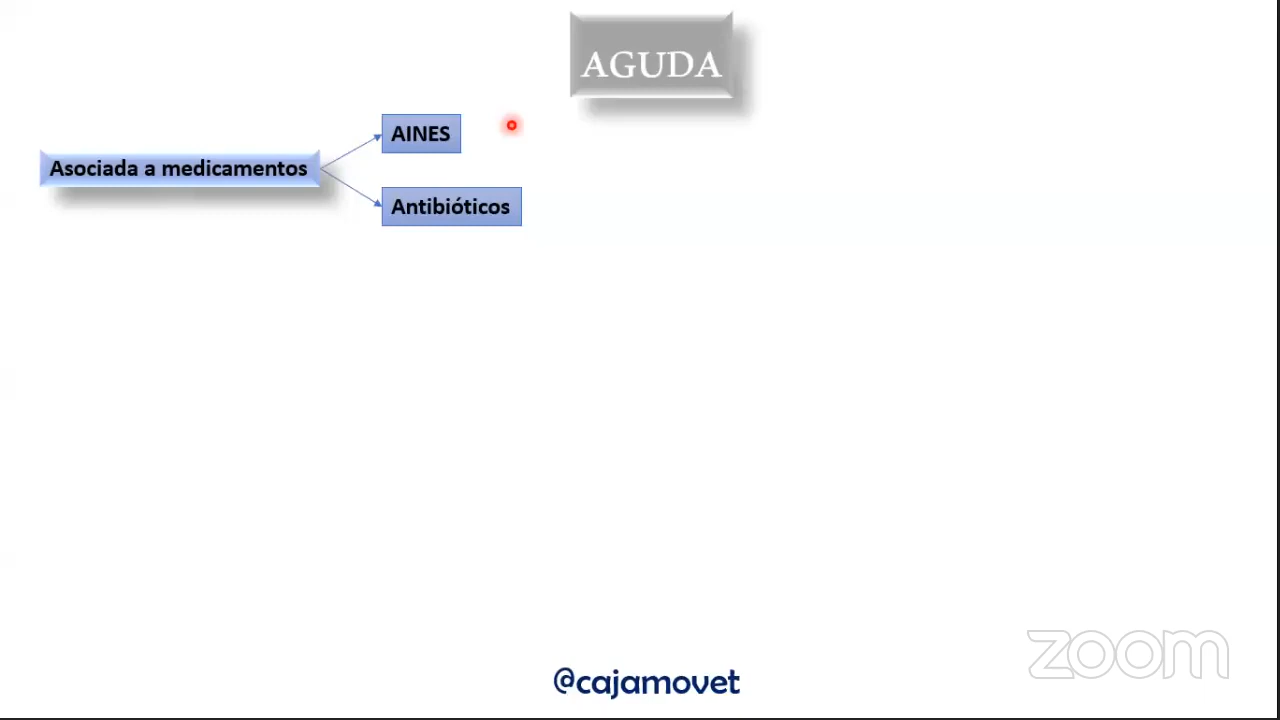 AGUDA
AINES
Asociada a medicamentos
Antibióticos
zoom
@cajamovet